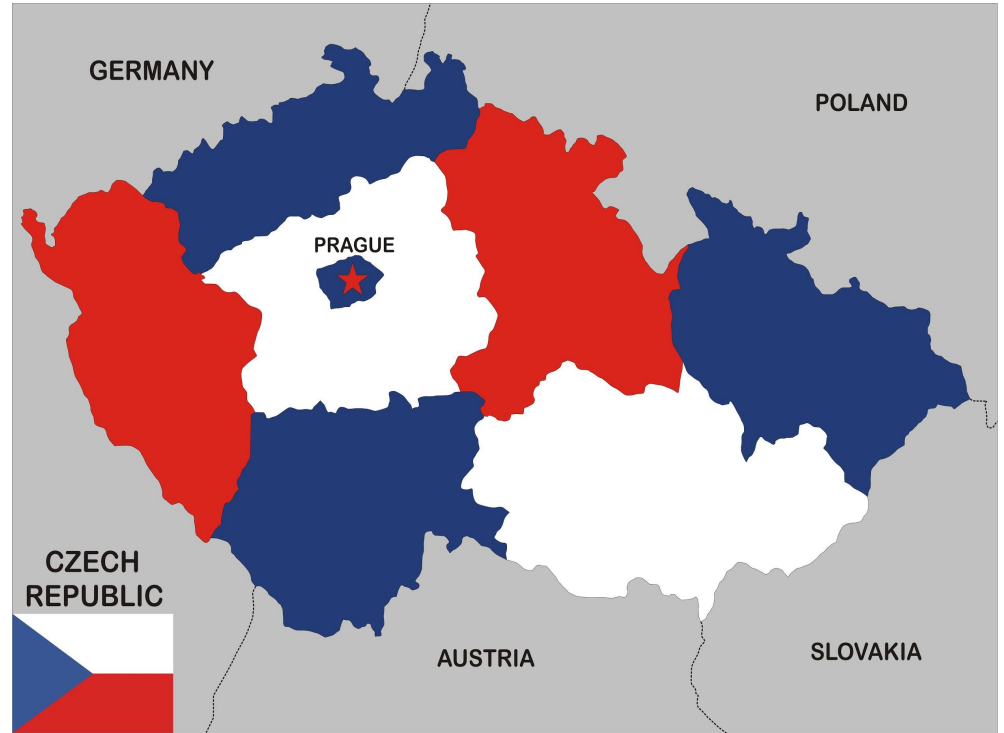 GERMANY
POLAND
PRAGUE
CZECH
REPUBLIC
AUSTRIA
SLOVAKIA